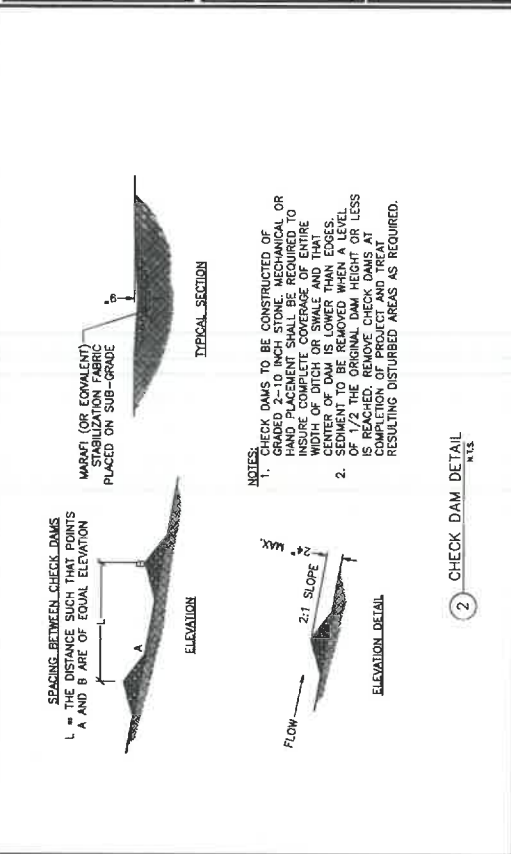 SPACING BETWEEN CHECK DAMS
L = THE DISTANCE SUCH THAT POINTS
A AND B ARE OF EQUAL ELEVATION
L
A
B
ELEVATION
MARAFI (OR EQIVALENT)
STABILIZATION FABRIC
PLACED ON SUB-GRADE
6"
TYPICAL SECTION
FLOW
2:1 SLOPE
24" MAX.
ELEVATION DETAIL
NOTES:
1. CHECK DAMS TO BE CONSTRUCTED OF
GRADED 2-10 INCH STONE. MECHANICAL OR
HAND PLACEMENT SHALL BE REQUIRED TO
INSURE COMPLETE COVERAGE OF ENTIRE
WIDTH OF DITCH OR SWALE AND THAT
CENTER OF DAM IS LOWER THAN EDGES.
2. SEDIMENT TO BE REMOVED WHEN A LEVEL
OF 1/2 THE ORIGINAL DAM HEIGHT OR LESS
IS REACHED. REMOVE CHECK DAMS AT
COMPLETION OF PROJECT AND TREAT
RESULTING DISTURBED AREAS AS REQUIRED.
2 CHECK DAM DETAIL
N.T.S.